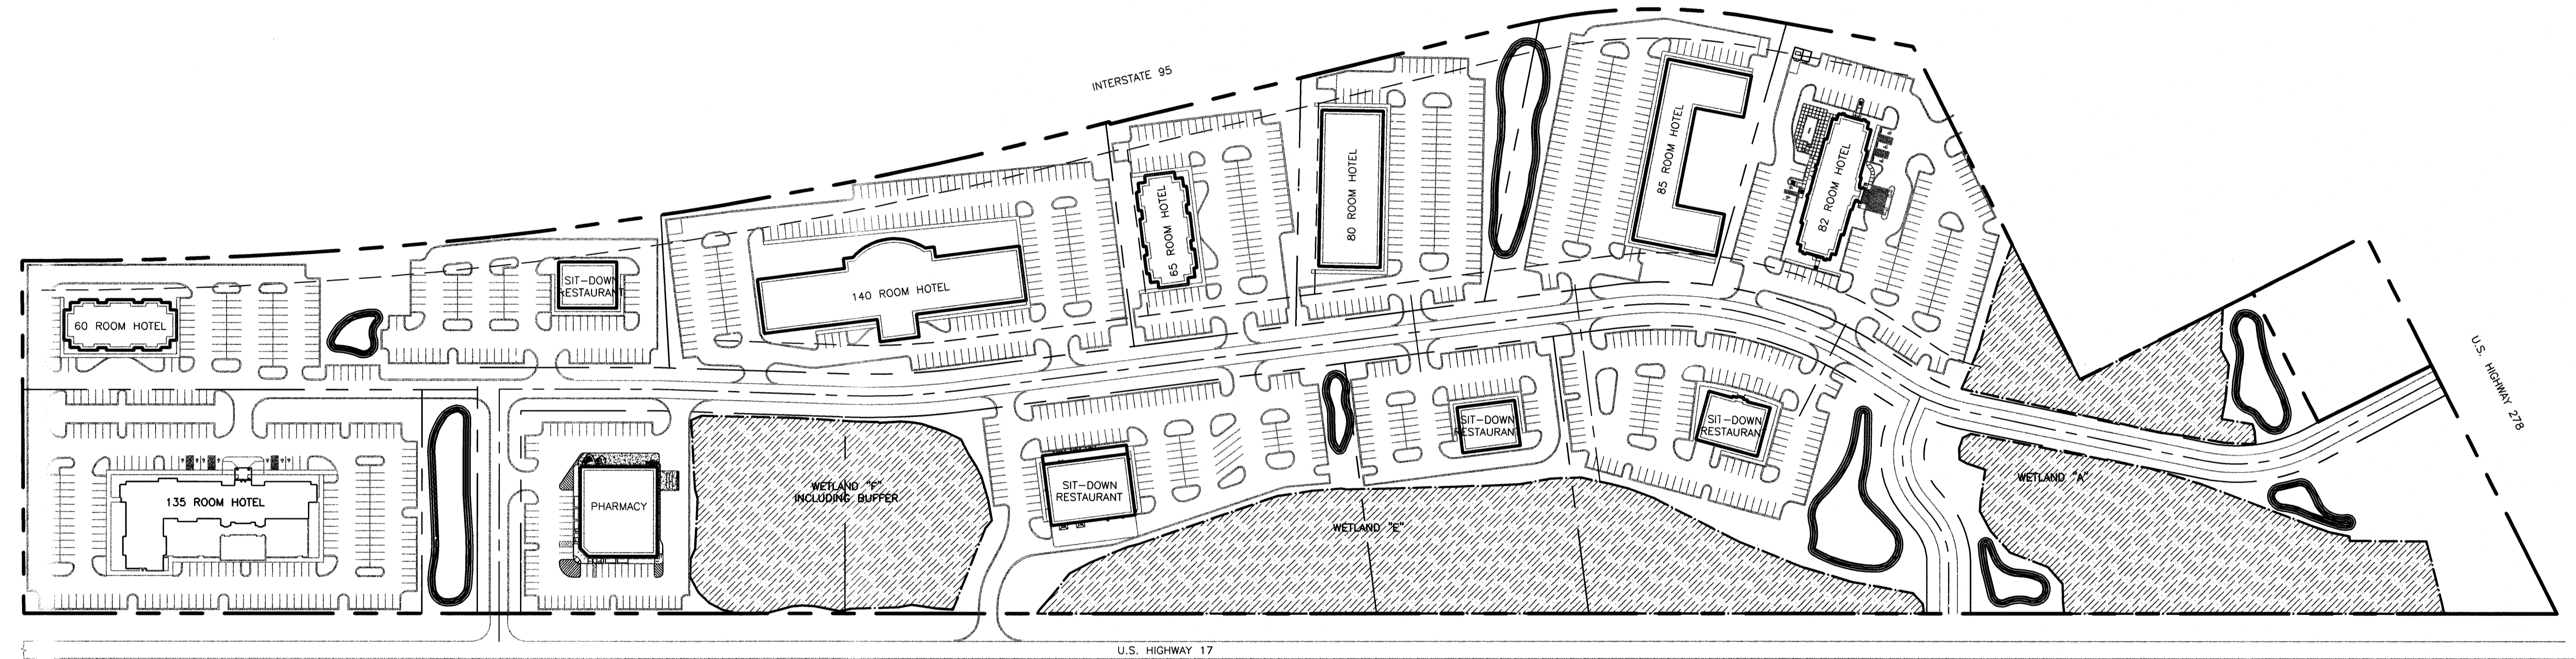 INTERSTATE 95
60 ROOM HOTEL
SIT-DOWN
RESTAURANT
140 ROOM HOTEL
65 ROOM HOTEL
80 ROOM HOTEL
85 ROOM HOTEL
82 ROOM HOTEL
U.S. HIGHWAY 278
135 ROOM HOTEL
PHARMACY
WETLAND "F"
INCLUDING BUFFER
SIT-DOWN
RESTAURANT
SIT-DOWN
RESTAURANT
SIT-DOWN
RESTAURANT
WETLAND "E"
WETLAND "A"
U.S. HIGHWAY 17